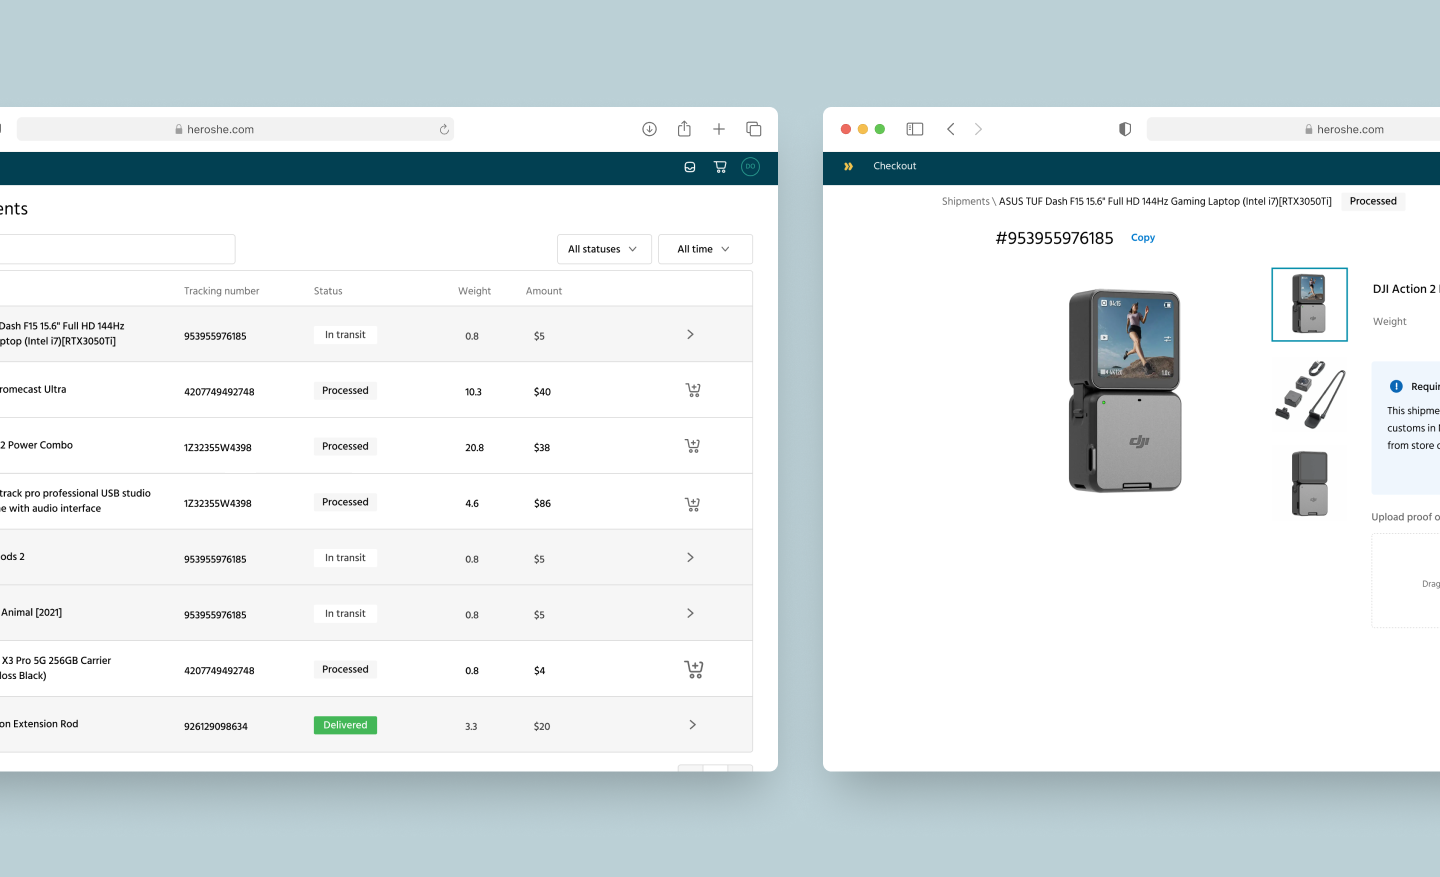 heroshe.com
DO
ents
All statuses
All time
Tracking number Status Weight Amount
Dash F15 15.6" Full HD 144Hz
ptop (Intel i7)[RTX3050Ti]
953955976185 In transit 0.8 $5
romecast Ultra 4207749492748 Processed 10.3 $40
2 Power Combo 1Z32355W4398 Processed 20.8 $38
track pro professional USB studio
e with audio interface
1Z32355W4398 Processed 4.6 $86
ods 2 953955976185 In transit 0.8 $5
Animal [2021] 953955976185 In transit 0.8 $5
X3 Pro 5G 256GB Carrier
loss Black)
4207749492748 Processed 0.8 $4
on Extension Rod 926129098634 Delivered 3.3 $20
heroshe.com
Checkout
Shipments \ ASUS TUF Dash F15 15.6" Full HD 144Hz Gaming Laptop (Intel i7)[RTX3050Ti] Processed
#953955976185 Copy
04:15
1.0x
dji
DJI Action 2
Weight
Requir
This shipme
customs in
from store o
Upload proof o
Drag